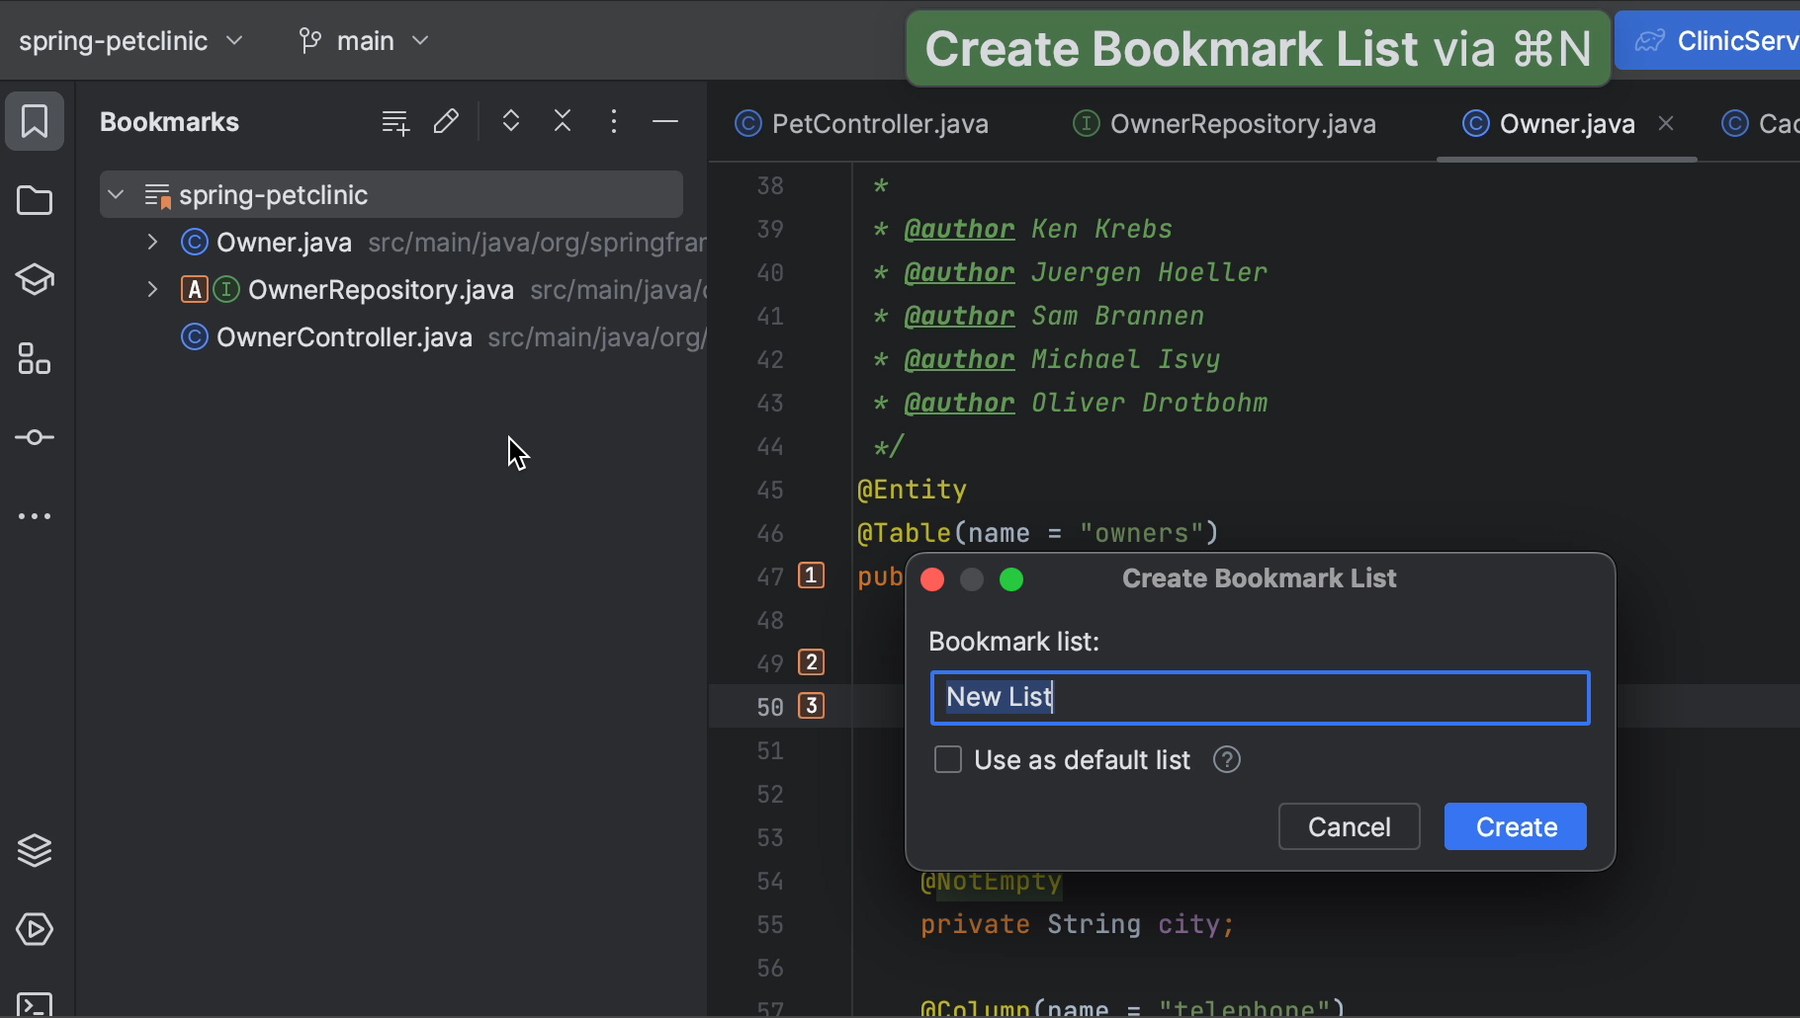 spring-petclinic
main
Create Bookmark List via ⌘N
ClinicServ
Bookmarks
PetController.java
OwnerRepository.java
Owner.java
Cac
spring-petclinic
Owner.java src/main/java/org/springfra
A I OwnerRepository.java src/main/java/
OwnerController.java src/main/java/org/
38 *
39 * @author Ken Krebs
40 * @author Juergen Hoeller
41 * @author Sam Brannen
42 * @author Michael Isvy
43 * @author Oliver Drotbohm
44 */
45 @Entity
46 @Table(name = "owners")
47 1 pub
48
49 2
50 3
51
52
53
54 @NotEmpty
55 private String city;
56
57 @Column(name = "telephone")
Create Bookmark List
Bookmark list:
New List
Use as default list ?
Cancel
Create